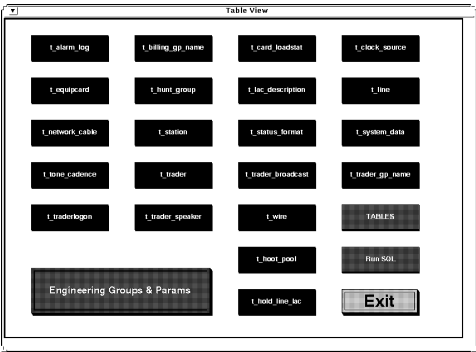 Table View
t_alarm_log t_billing_gp_name t_card_loadstat t_clock_source
t_equipcard t_hunt_group t_lac_description t_line
t_network_cable t_station t_status_format t_system_data
t_tone_cadence t_trader t_trader_broadcast t_trader_gp_name
t_traderlogon t_trader_speaker t_wire TABLES
t_hoot_pool Run SQL
Engineering Groups & Params
t_hold_line_lac Exit